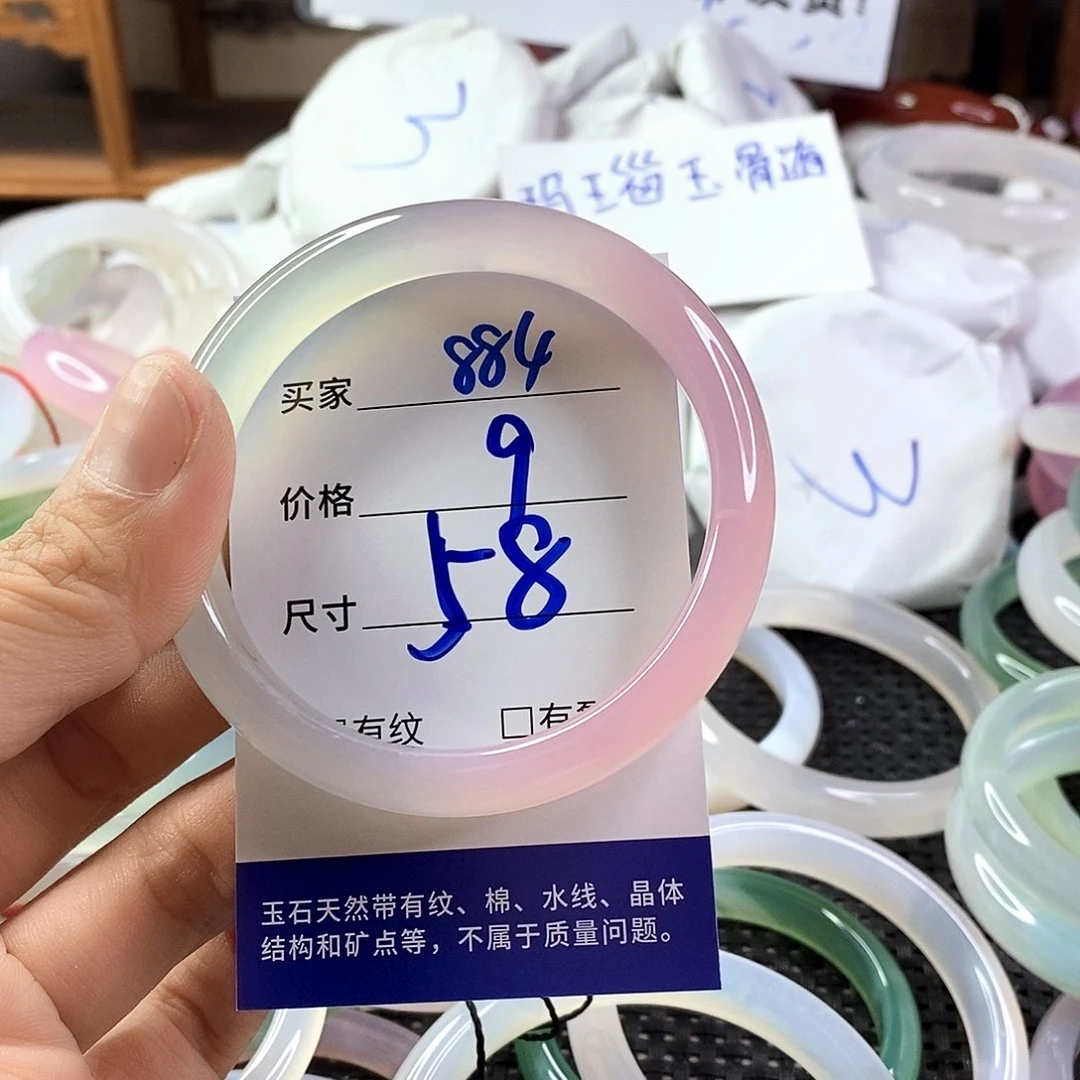 玛瑙玉骨通
买家 884
价格 9
尺寸 58
有纹 □有
玉石天然带有纹、棉、水线、晶体
结构和矿点等，不属于质量问题。